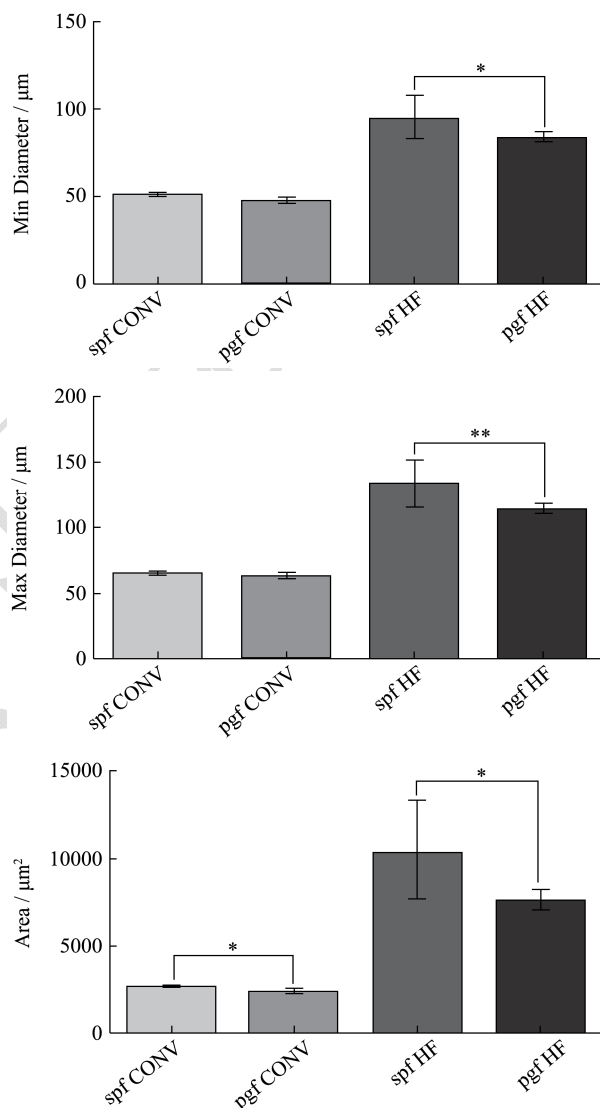 150
Min Diameter / μm
*
100
50
0
spf CONV
pgf CONV
spf HF
pgf HF
200
Max Diameter / μm
**
150
100
50
0
spf CONV
pgf CONV
spf HF
pgf HF
15000
Area / μm²
*
10000
5000
*
0
spf CONV
pgf CONV
spf HF
pgf HF